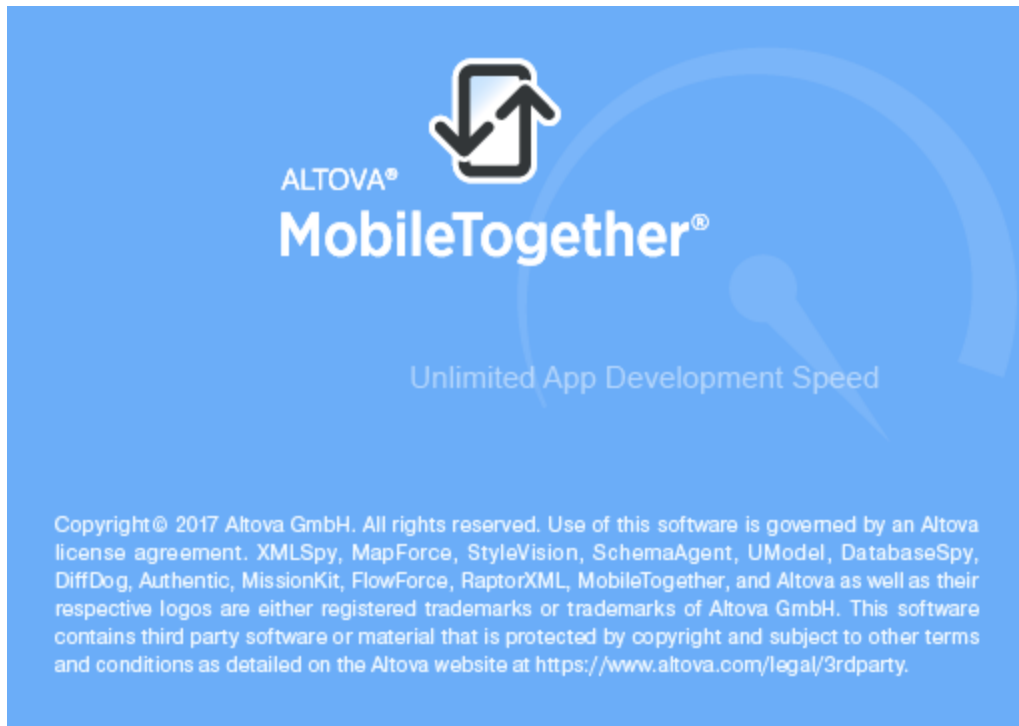 ALTOVA®
MobileTogether®
Unlimited App Development Speed
Copyright© 2017 Altova GmbH. All rights reserved. Use of this software is governed by an Altova
license agreement. XMLSpy, MapForce, StyleVision, SchemaAgent, UModel, DatabaseSpy,
DiffDog, Authentic, MissionKit, FlowForce, RaptorXML, MobileTogether, and Altova as well as their
respective logos are either registered trademarks or trademarks of Altova GmbH. This software
contains third party software or material that is protected by copyright and subject to other terms
and conditions as detailed on the Altova website at https://www.altova.com/legal/3rdparty.